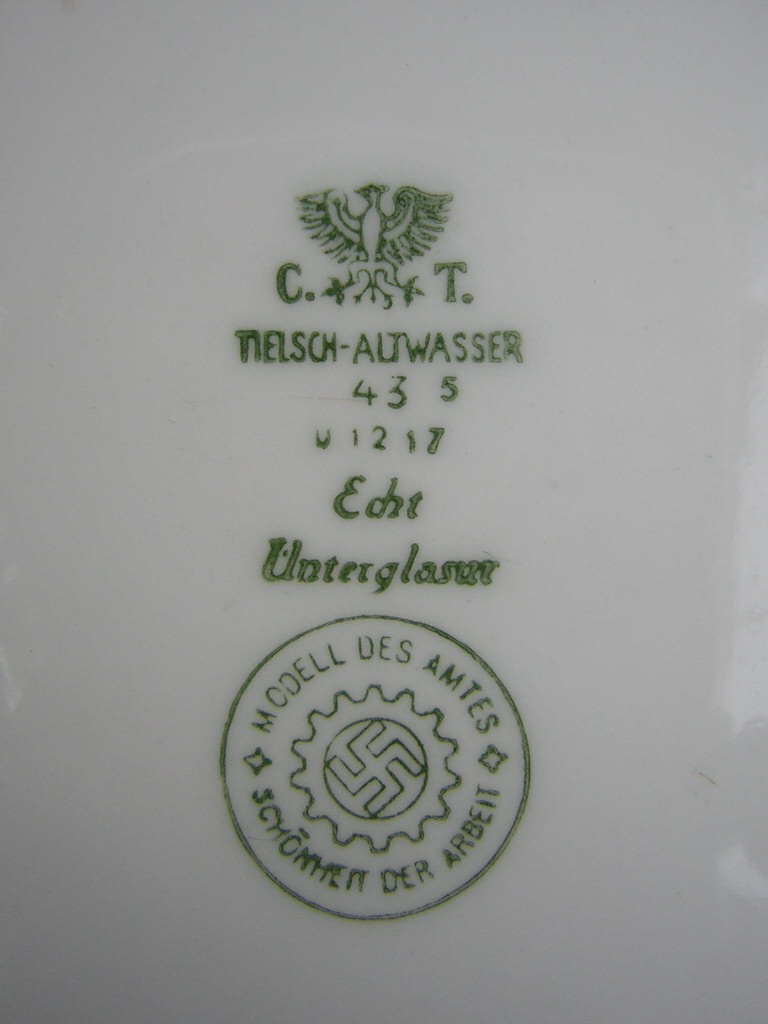 C. T.
TIELSCH-ALTWASSER
43 5
U 1217
Echt
Unterglasur
MODELL DES AMTES
SCHÖNHEIT DER ARBEIT